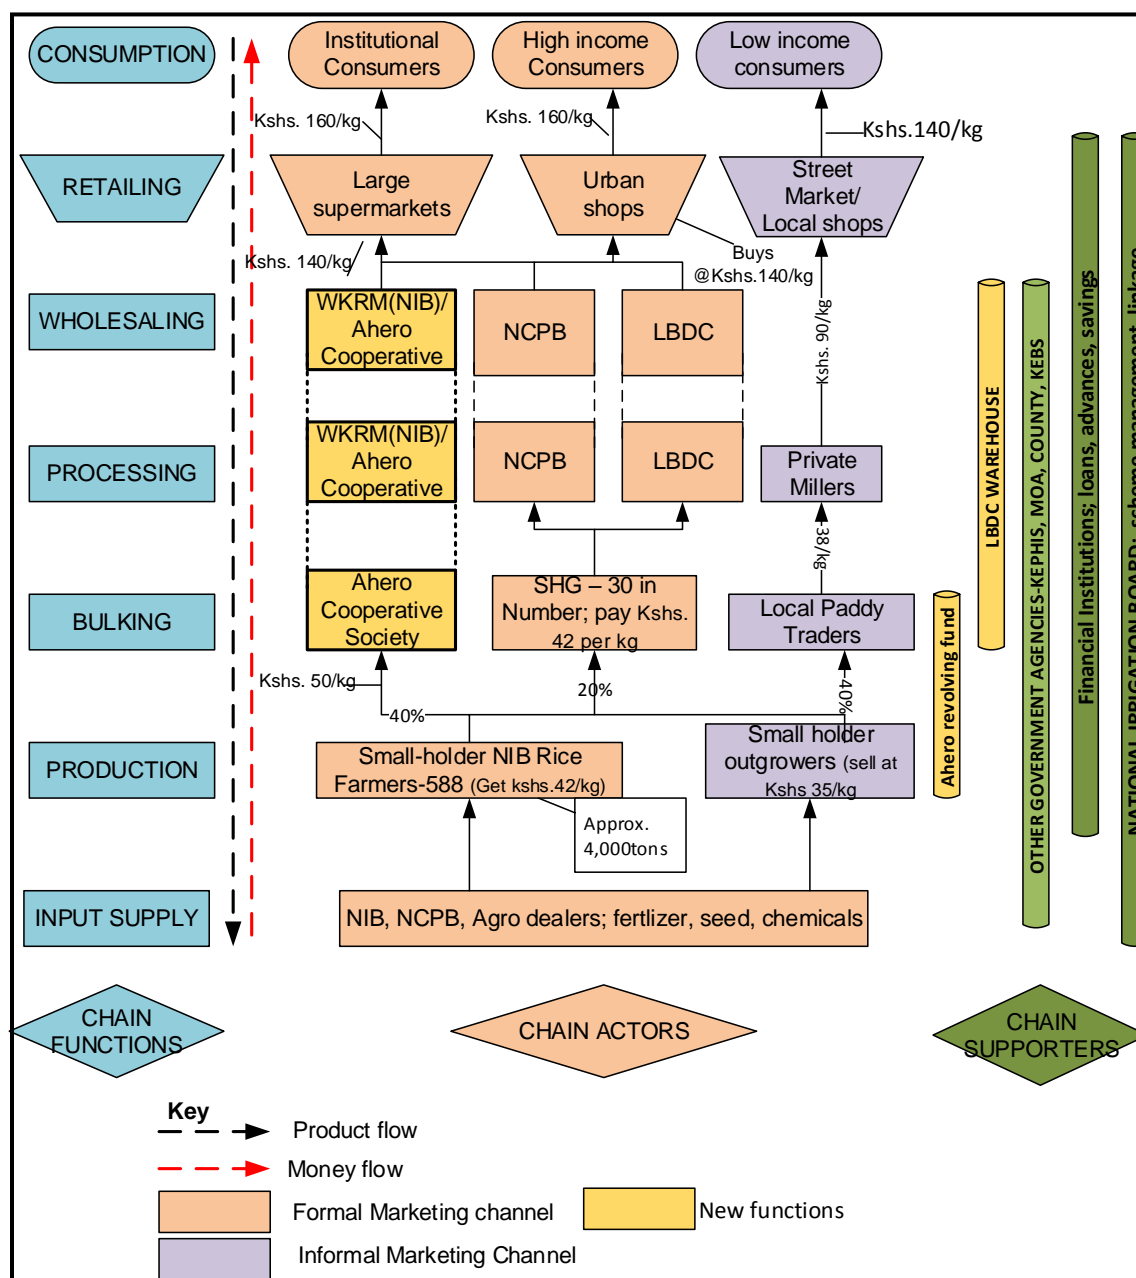 CONSUMPTION
Institutional
Consumers
High income
Consumers
Low income
consumers
Kshs. 160/kg
Kshs. 160/kg
Kshs.140/kg
RETAILING
Large
supermarkets
Urban
shops
Street
Market/
Local shops
Kshs. 140/kg
Buys
@Kshs.140/kg
WHOLESALING
WKRM(NIB)/
Ahero
Cooperative
NCPB
LBDC
Kshs. 90/kg
PROCESSING
WKRM(NIB)/
Ahero
Cooperative
NCPB
LBDC
Private
Millers
38/kg
BULKING
Ahero
Cooperative
Society
SHG – 30 in
Number; pay Kshs.
42 per kg
Local Paddy
Traders
Kshs. 50/kg
40%
20%
40%
PRODUCTION
Small-holder NIB Rice
Farmers-588 (Get kshs.42/kg)
Small holder
outgrowers (sell at
Kshs 35/kg
Approx.
4,000tons
INPUT SUPPLY
NIB, NCPB, Agro dealers; fertlizer, seed, chemicals
Ahero revolving fund
LBDC WAREHOUSE
OTHER GOVERNMENT AGENCIES-KEPHIS, MOA, COUNTY, KEBS
Financial Institutions; loans, advances, savings
NATIONAL IRRIGATION BOARD; scheme management, linkage
CHAIN
FUNCTIONS
CHAIN ACTORS
CHAIN
SUPPORTERS
Key
Product flow
Money flow
Formal Marketing channel
New functions
Informal Marketing Channel